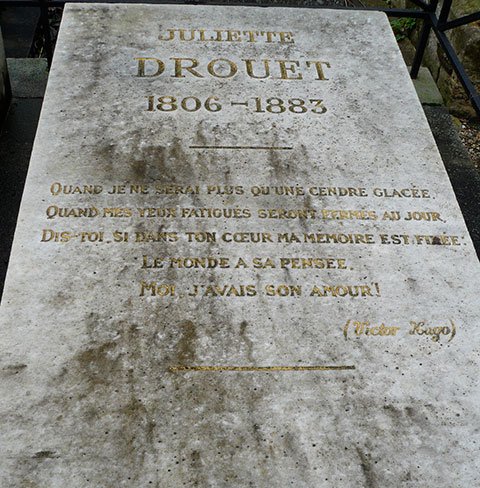 JULIETTE
DROUET
1806-1883
QUAND JE NE SERAI PLUS QU'UNE CENDRE GLACÉE,
QUAND MES YEUX FATIGUÉS SERONT FERMÉS AU JOUR,
DIS-TOI, SI DANS TON CŒUR MA MÉMOIRE EST FIXÉE:
LE MONDE A SA PENSÉE,
MOI, J'AVAIS SON AMOUR!
(Victor Hugo)